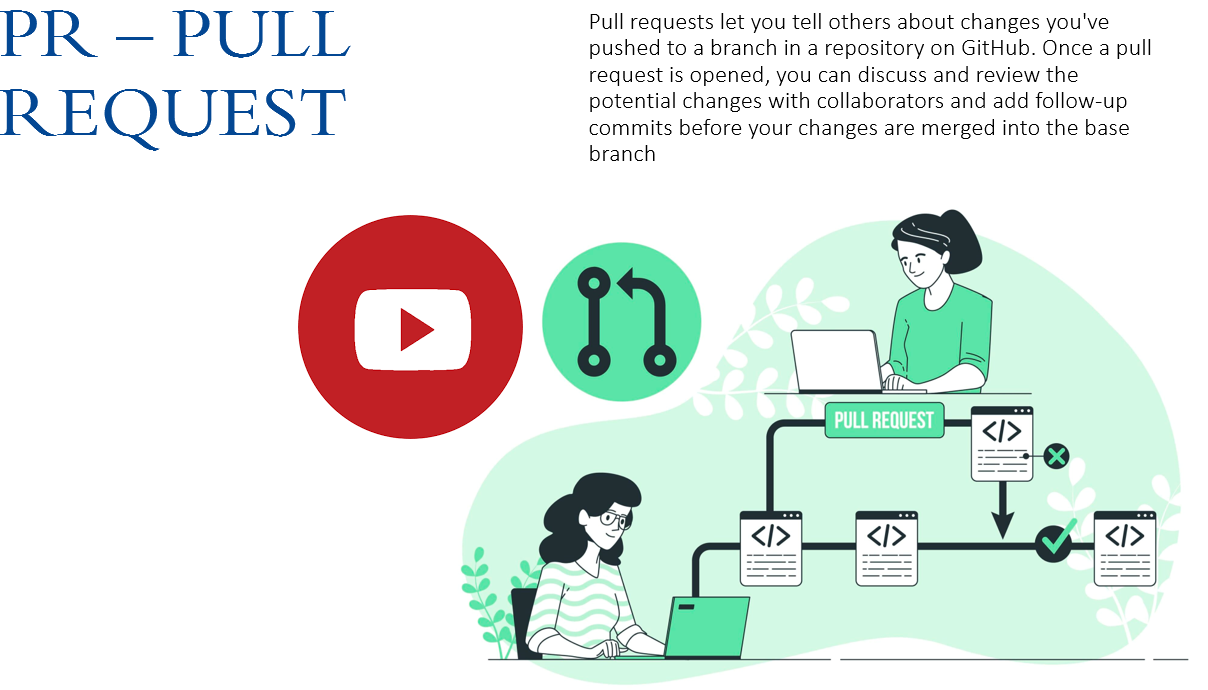 PR – PULL
REQUEST
Pull requests let you tell others about changes you've
pushed to a branch in a repository on GitHub. Once a pull
request is opened, you can discuss and review the
potential changes with collaborators and add follow-up
commits before your changes are merged into the base
branch
PULL REQUEST
</>
</>
</>
</>